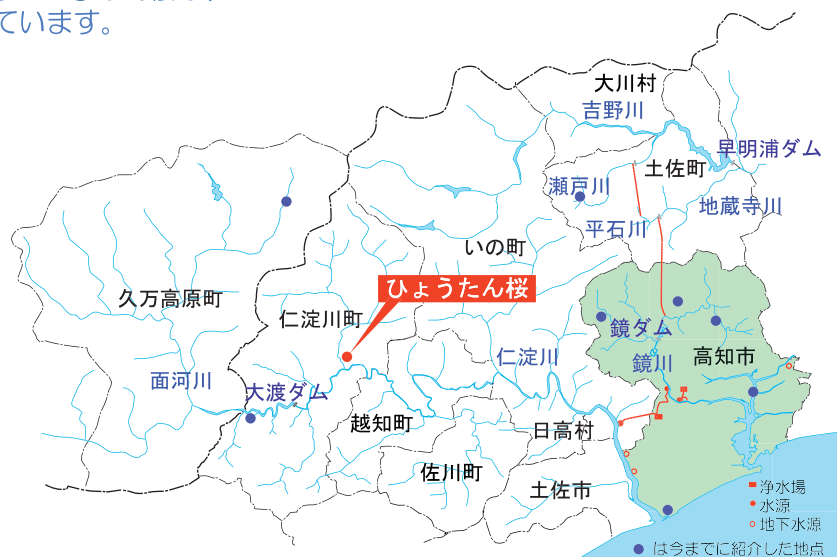 ています。
大川村
吉野川
早明浦ダム
土佐町
瀬戸川
地蔵寺川
平石川
いの町
久万高原町
ひょうたん桜
仁淀川町
鏡ダム
仁淀川
高知市
鏡川
面河川
大渡ダム
越知町
日高村
佐川町
土佐市
浄水場
水源
地下水源
は今までに紹介した地点